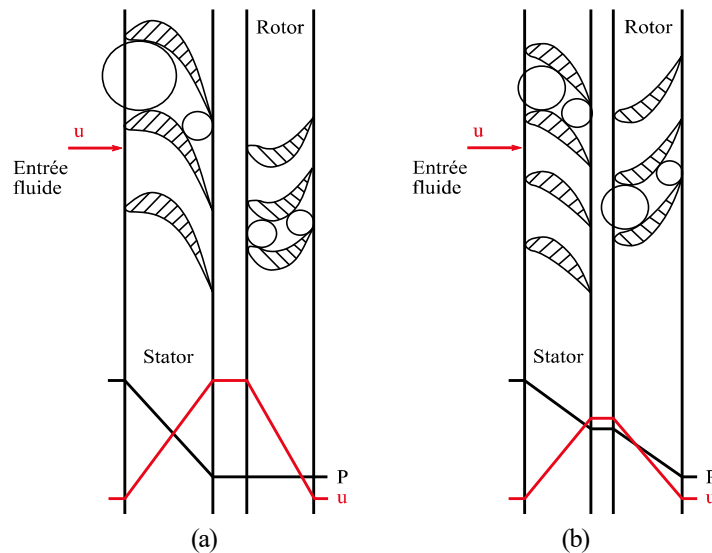 Rotor
u
Entrée
fluide
Stator
P
u
(a)
Rotor
u
Entrée
fluide
Stator
P
u
(b)